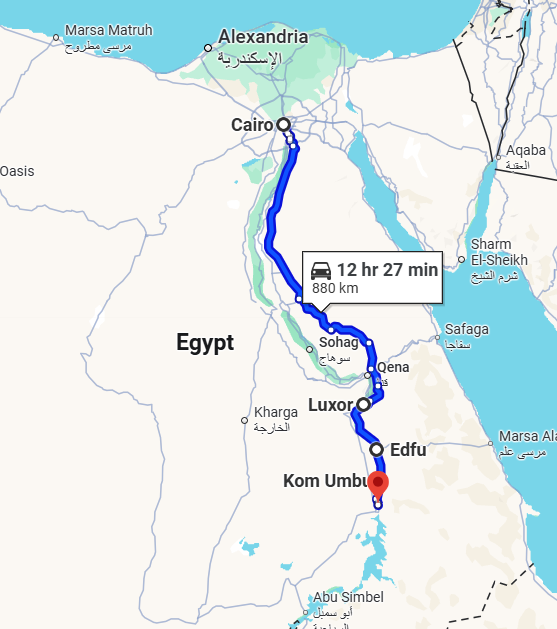 Marsa Matruh
مرسى مطروح
Alexandria
الإسكندرية
Cairo
Oasis
Aqaba
العقبة
Sharm
El-Sheikh
شرم الشيخ
12 hr 27 min
880 km
Egypt
Sohag
سوهاج
Safaga
سفاجا
Qena
قنا
Luxor
Kharga
الخارجة
Edfu
Marsa Ala
مرسى علم
Kom Umbu
Abu Simbel
أبو سمبل